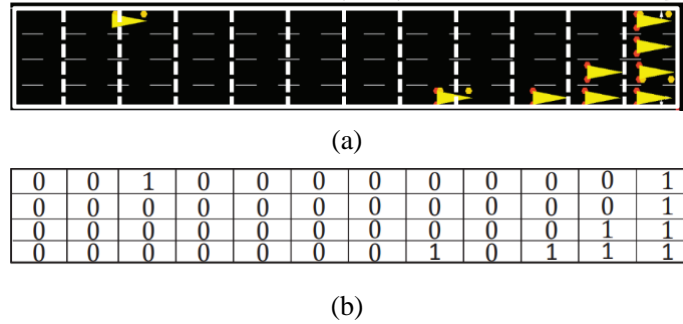 (a)
0 0 1 0 0 0 0 0 0 0 0 1
0 0 0 0 0 0 0 0 0 0 0 1
0 0 0 0 0 0 0 0 0 0 1 1
0 0 0 0 0 0 0 1 0 1 1 1
(b)